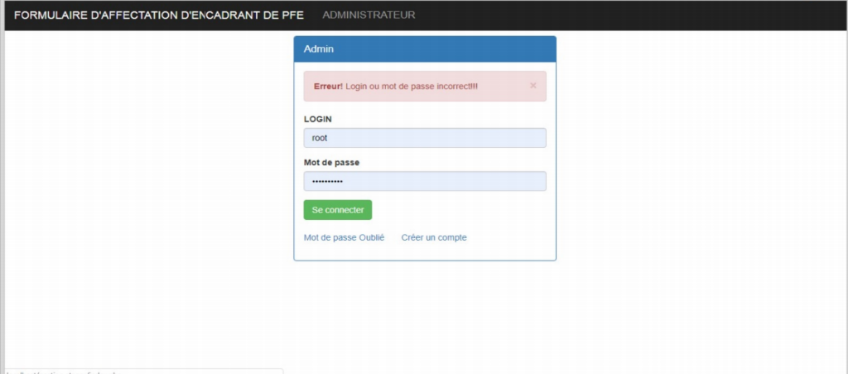 FORMULAIRE D'AFFECTATION D'ENCADRANT DE PFE ADMINISTRATEUR
Admin
Erreur! Login ou mot de passe incorrect!!!
×
LOGIN
root
Mot de passe
••••••••••
Se connecter
Mot de passe Oublié Créer un compte